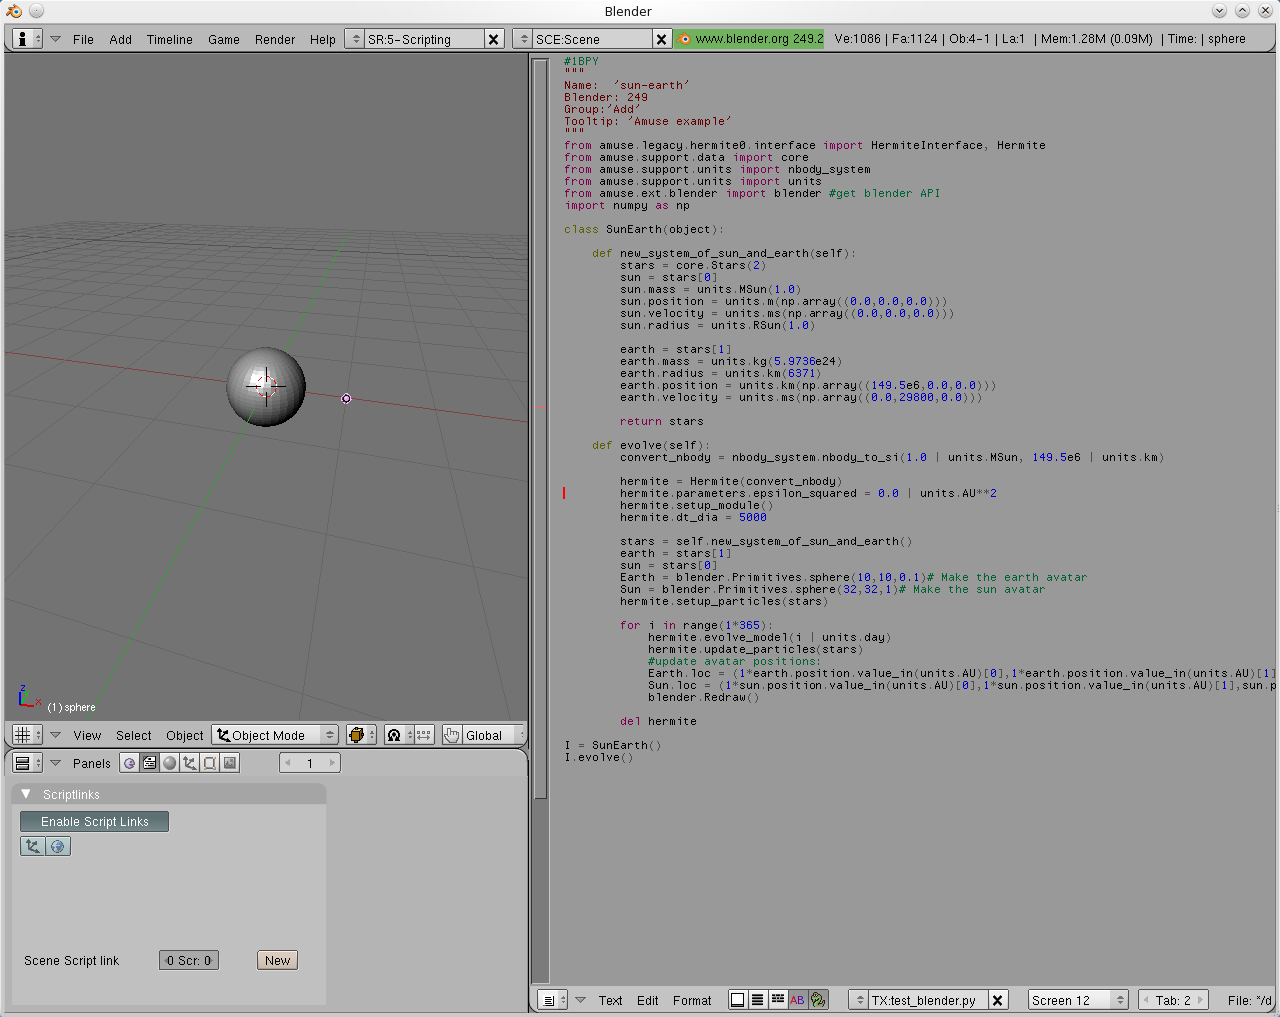 Blender
File Add Timeline Game Render Help SR:5-Scripting SCE:Scene www.blender.org 249.2 Ve:1086 | Fa:1124 | Ob:4-1 | La:1 | Mem:1.28M (0.09M) | Time: | sphere
#!BPY
"""
Name: 'sun-earth'
Blender: 249
Group:'Add'
Tooltip: 'Amuse example'
"""
from amuse.legacy.hermite0.interface import HermiteInterface, Hermite
from amuse.support.data import core
from amuse.support.units import nbody_system
from amuse.support.units import units
from amuse.ext.blender import blender #get blender API
import numpy as np
class SunEarth(object):
def new_system_of_sun_and_earth(self):
stars = core.Stars(2)
sun = stars[0]
sun.mass = units.MSun(1.0)
sun.position = units.m(np.array((0.0,0.0,0.0)))
sun.velocity = units.ms(np.array((0.0,0.0,0.0)))
sun.radius = units.RSun(1.0)
earth = stars[1]
earth.mass = units.kg(5.9736e24)
earth.radius = units.km(6371)
earth.position = units.km(np.array((149.5e6,0.0,0.0)))
earth.velocity = units.ms(np.array((0.0,29800,0.0)))
return stars
def evolve(self):
convert_nbody = nbody_system.nbody_to_si(1.0 | units.MSun, 149.5e6 | units.km)
hermite = Hermite(convert_nbody)
hermite.parameters.epsilon_squared = 0.0 | units.AU**2
hermite.setup_module()
hermite.dt_dia = 5000
stars = self.new_system_of_sun_and_earth()
earth = stars[1]
sun = stars[0]
Earth = blender.Primitives.sphere(10,10,0.1)# Make the earth avatar
Sun = blender.Primitives.sphere(32,32,1)# Make the sun avatar
hermite.setup_particles(stars)
for i in range(1*365):
hermite.evolve_model(i | units.day)
hermite.update_particles(stars)
#update avatar positions:
Earth.loc = (1*earth.position.value_in(units.AU)[0],1*earth.position.value_in(units.AU)[1]
Sun.loc = (1*sun.position.value_in(units.AU)[0],1*sun.position.value_in(units.AU)[1],sun.p
blender.Redraw()
del hermite
I = SunEarth()
I.evolve()
z
x
(1) sphere
View Select Object Object Mode Global
Panels 1
Scriptlinks
Enable Script Links
Scene Script link 0 Scr: 0 New
Text Edit Format AB TX:test_blender.py Screen 12 Tab: 2 File: */d